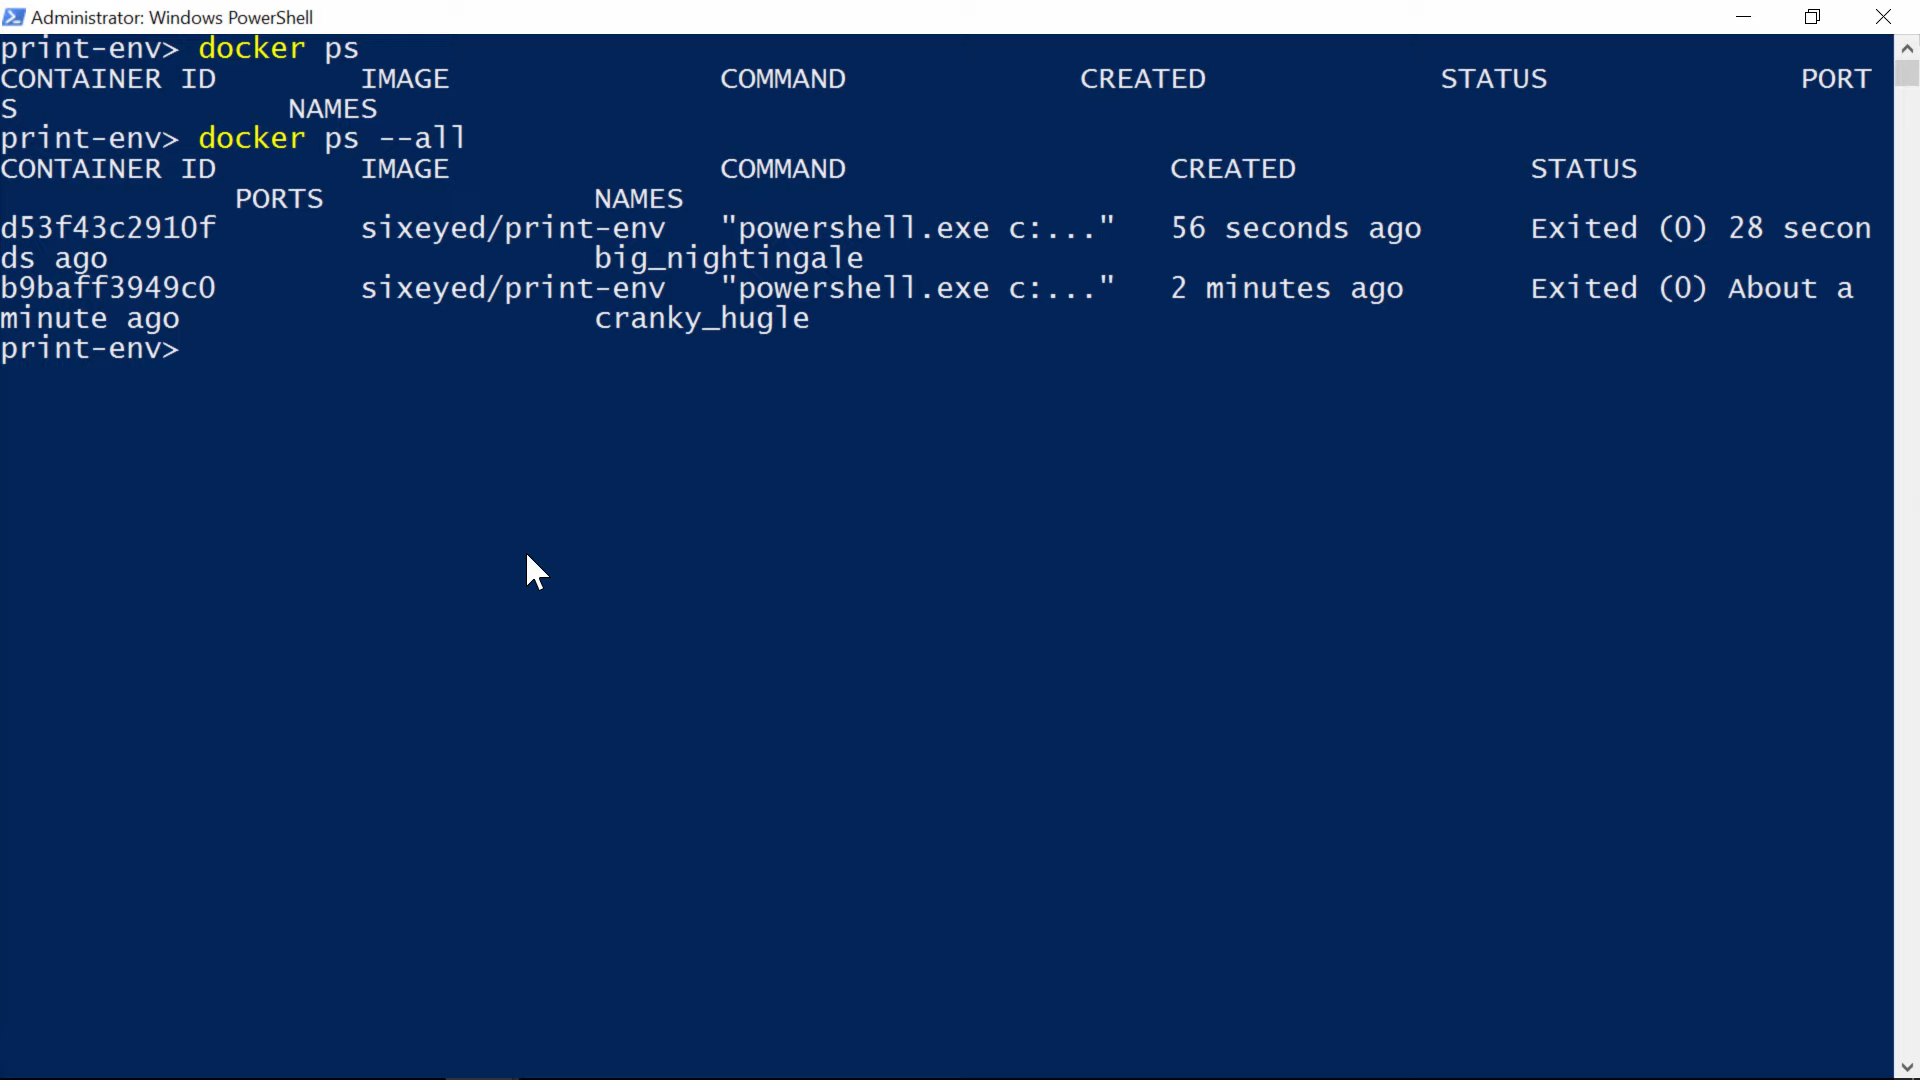 Administrator: Windows PowerShell
print-env> docker ps
CONTAINER ID        IMAGE               COMMAND             CREATED             STATUS              PORT
S               NAMES
print-env> docker ps --all
CONTAINER ID        IMAGE               COMMAND                  CREATED             STATUS
             PORTS               NAMES
d53f43c2910f        sixeyed/print-env   "powershell.exe c:..."   56 seconds ago      Exited (0) 28 secon
ds ago                           big_nightingale
b9baff3949c0        sixeyed/print-env   "powershell.exe c:..."   2 minutes ago       Exited (0) About a
minute ago                       cranky_hugle
print-env>